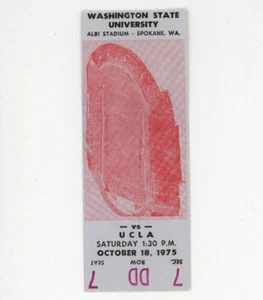 WASHINGTON STATE
UNIVERSITY
ALBI STADIUM - SPOKANE, WA.
— VS —
UCLA
SATURDAY 1:30 P.M.
OCTOBER 18, 1975
SEC. ROW SEAT
7 DD 7